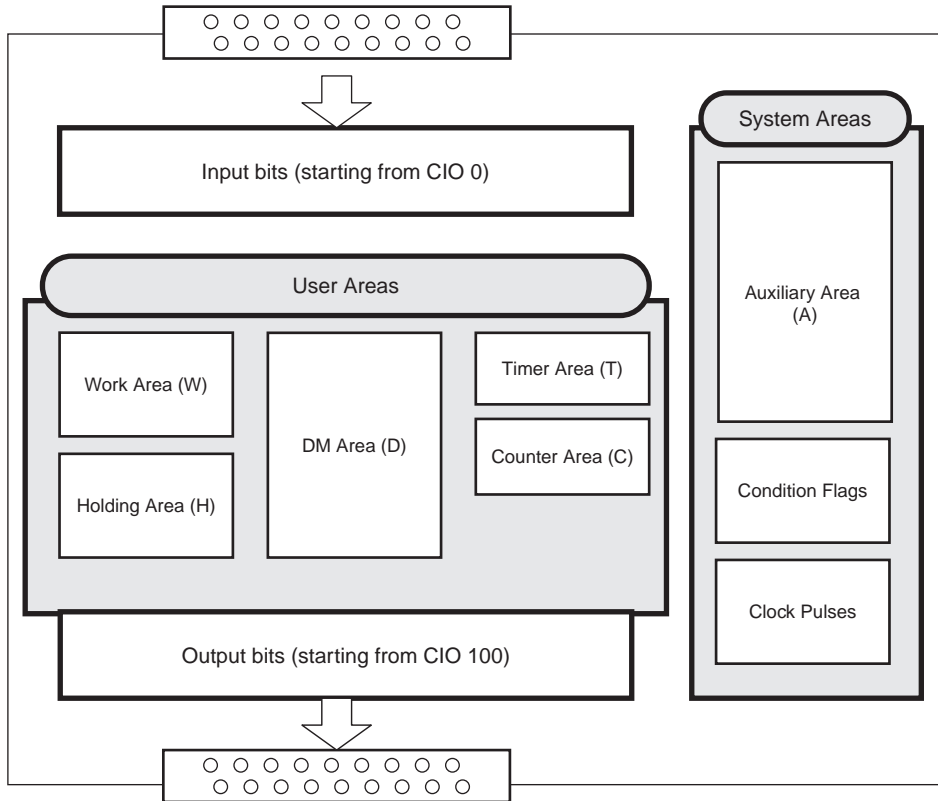 System Areas
Input bits (starting from CIO 0)
User Areas
Auxiliary Area
(A)
Work Area (W)
Timer Area (T)
DM Area (D)
Counter Area (C)
Holding Area (H)
Condition Flags
Clock Pulses
Output bits (starting from CIO 100)